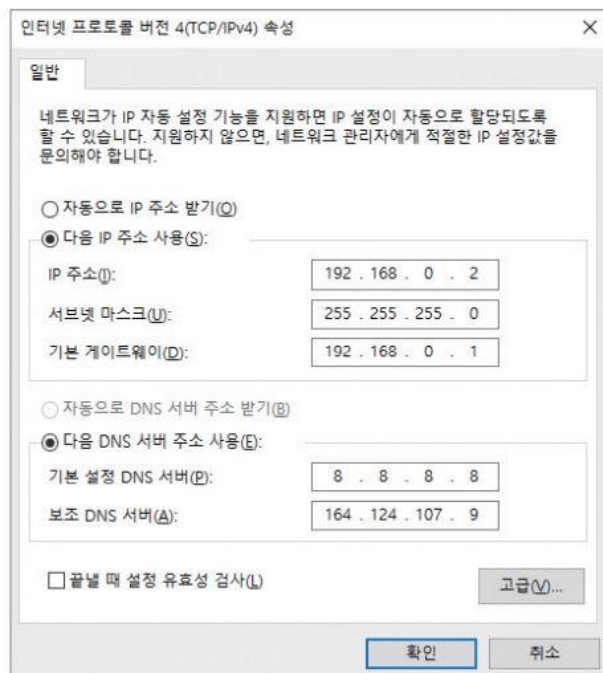 인터넷 프로토콜 버전 4(TCP/IPv4) 속성
일반
네트워크가 IP 자동 설정 기능을 지원하면 IP 설정이 자동으로 할당되도록
할 수 있습니다. 지원하지 않으면, 네트워크 관리자에게 적절한 IP 설정값을
문의해야 합니다.
자동으로 IP 주소 받기(O)
다음 IP 주소 사용(S):
IP 주소(I): 192 . 168 . 0 . 2
서브넷 마스크(U): 255 . 255 . 255 . 0
기본 게이트웨이(D): 192 . 168 . 0 . 1
자동으로 DNS 서버 주소 받기(B)
다음 DNS 서버 주소 사용(E):
기본 설정 DNS 서버(P): 8 . 8 . 8 . 8
보조 DNS 서버(A): 164 . 124 . 107 . 9
끝낼 때 설정 유효성 검사(L)
고급(V)...
확인 취소